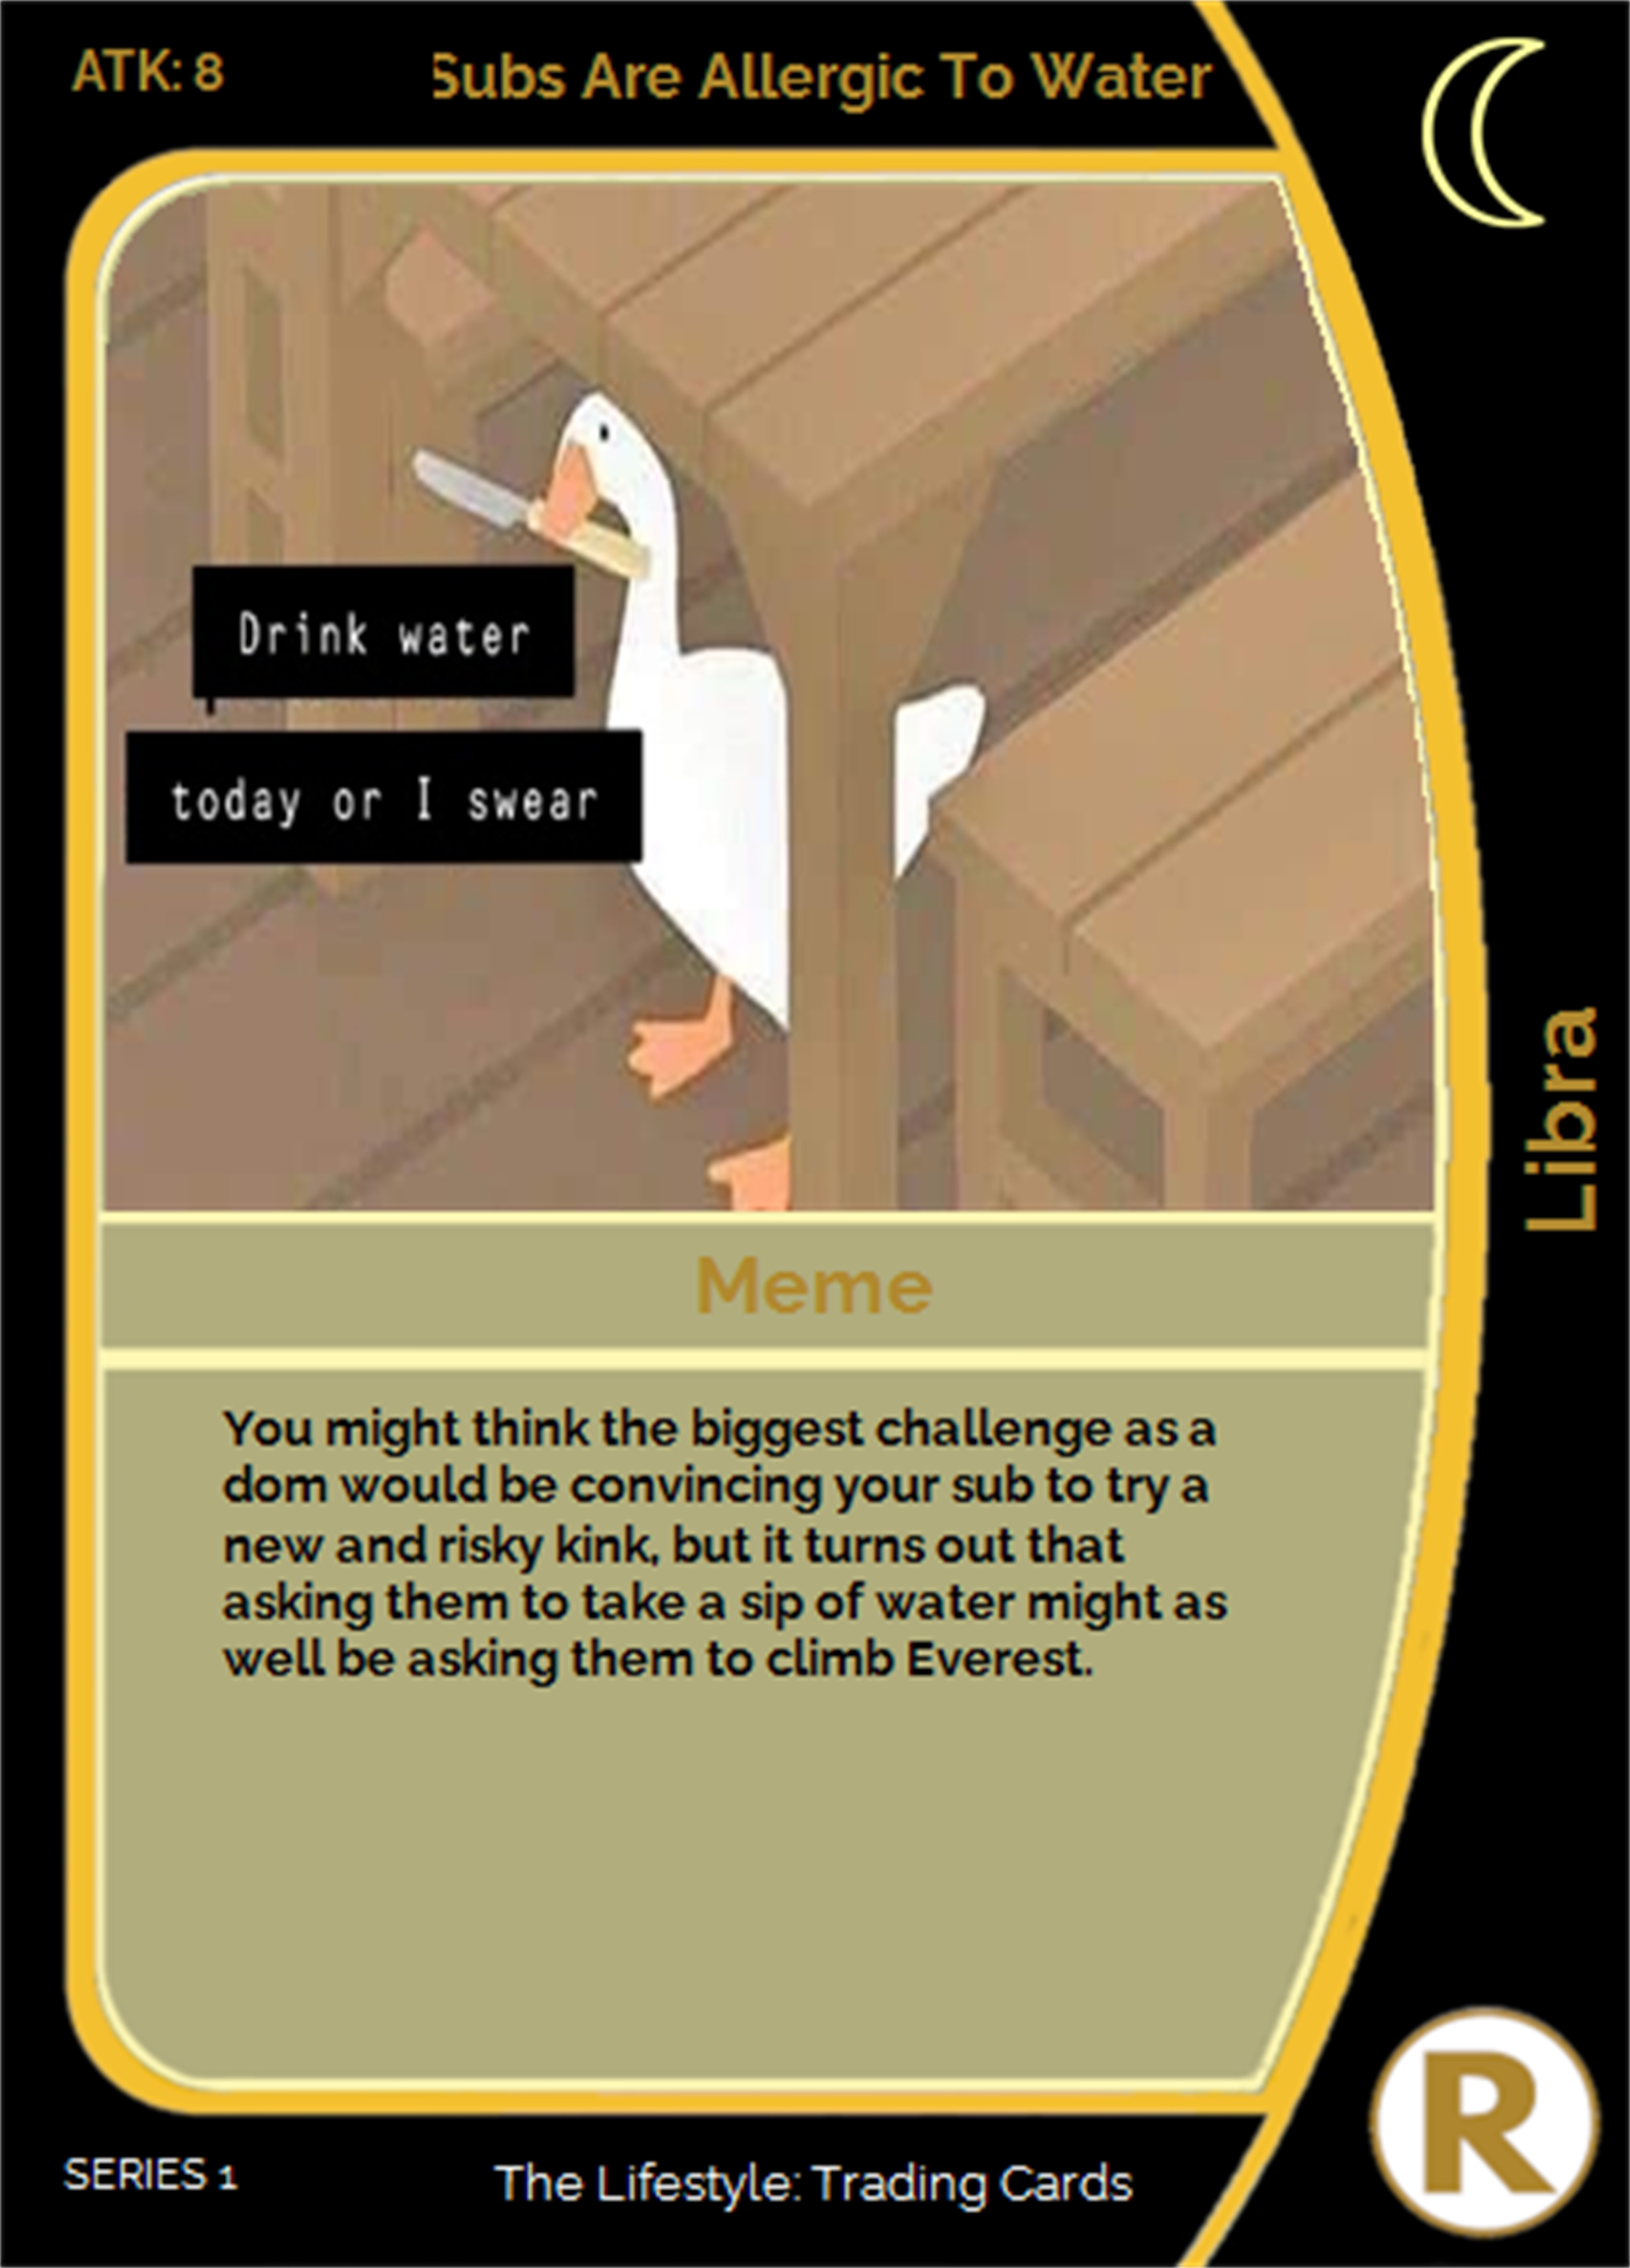 ATK: 8
Subs Are Allergic To Water
Drink water
today or I swear
Libra
Meme
You might think the biggest challenge as a
dom would be convincing your sub to try a
new and risky kink, but it turns out that
asking them to take a sip of water might as
well be asking them to climb Everest.
SERIES 1
The Lifestyle: Trading Cards
R